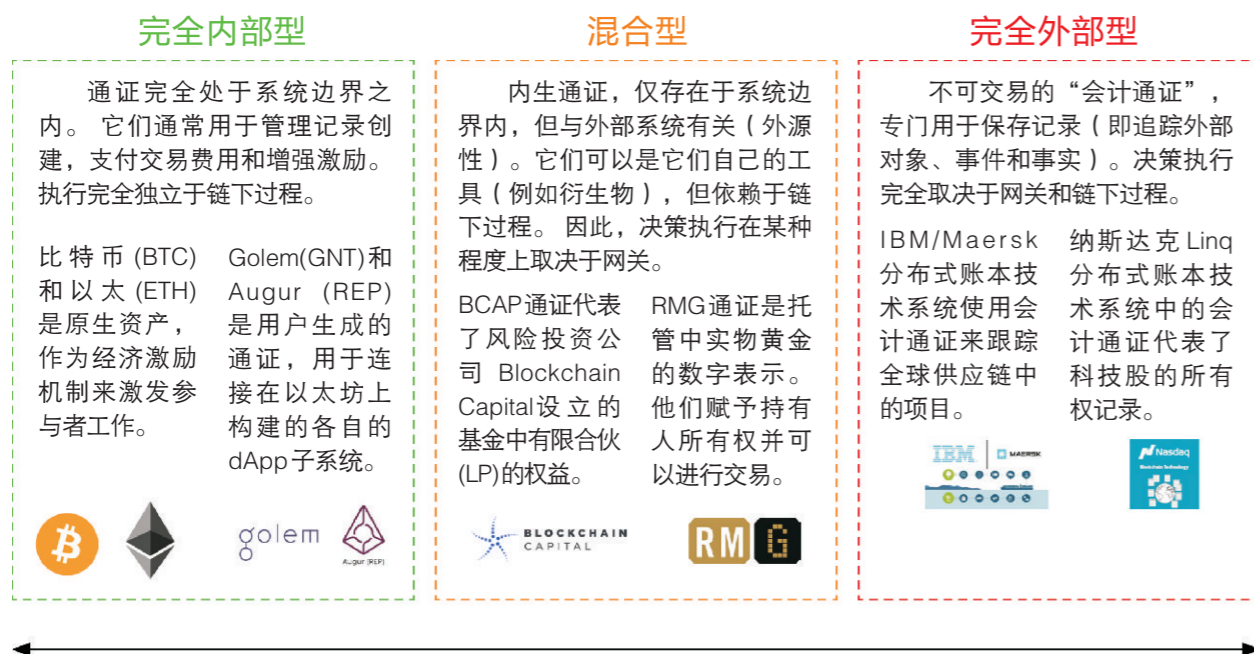 完全内部型
通证完全处于系统边界之
内。 它们通常用于管理记录创
建，支付交易费用和增强激励。
执行完全独立于链下过程。
比特币(BTC)
和以太(ETH)
是原生资产，
作为经济激励
机制来激发参
与者工作。
Golem(GNT)和
Augur (REP)
是用户生成的
通证，用于连
接在以太坊上
构建的各自的
dApp子系统。
golem
Augur (REP)
混合型
内生通证，仅存在于系统边
界内，但与外部系统有关（外源
性）。它们可以是它们自己的工
具（例如衍生物），但依赖于链
下过程。 因此，决策执行在某种
程度上取决于网关。
BCAP通证代表
了风险投资公
司 Blockchain
Capital设立的
基金中有限合伙
(LP)的权益。
RMG通证是托
管中实物黄金
的数字表示。
他们赋予持有
人所有权并可
以进行交易。
BLOCKCHAIN
CAPITAL
RM G
完全外部型
不可交易的“会计通证”，
专门用于保存记录（即追踪外部
对象、事件和事实）。决策执行
完全取决于网关和链下过程。
IBM/Maersk
分布式账本技
术系统使用会
计通证来跟踪
全球供应链中
的项目。
纳斯达克Linq
分布式账本技
术系统中的会
计通证代表了
科技股的所有
权记录。
IBM
MAERSK
Nasdaq
Blockchain Technology